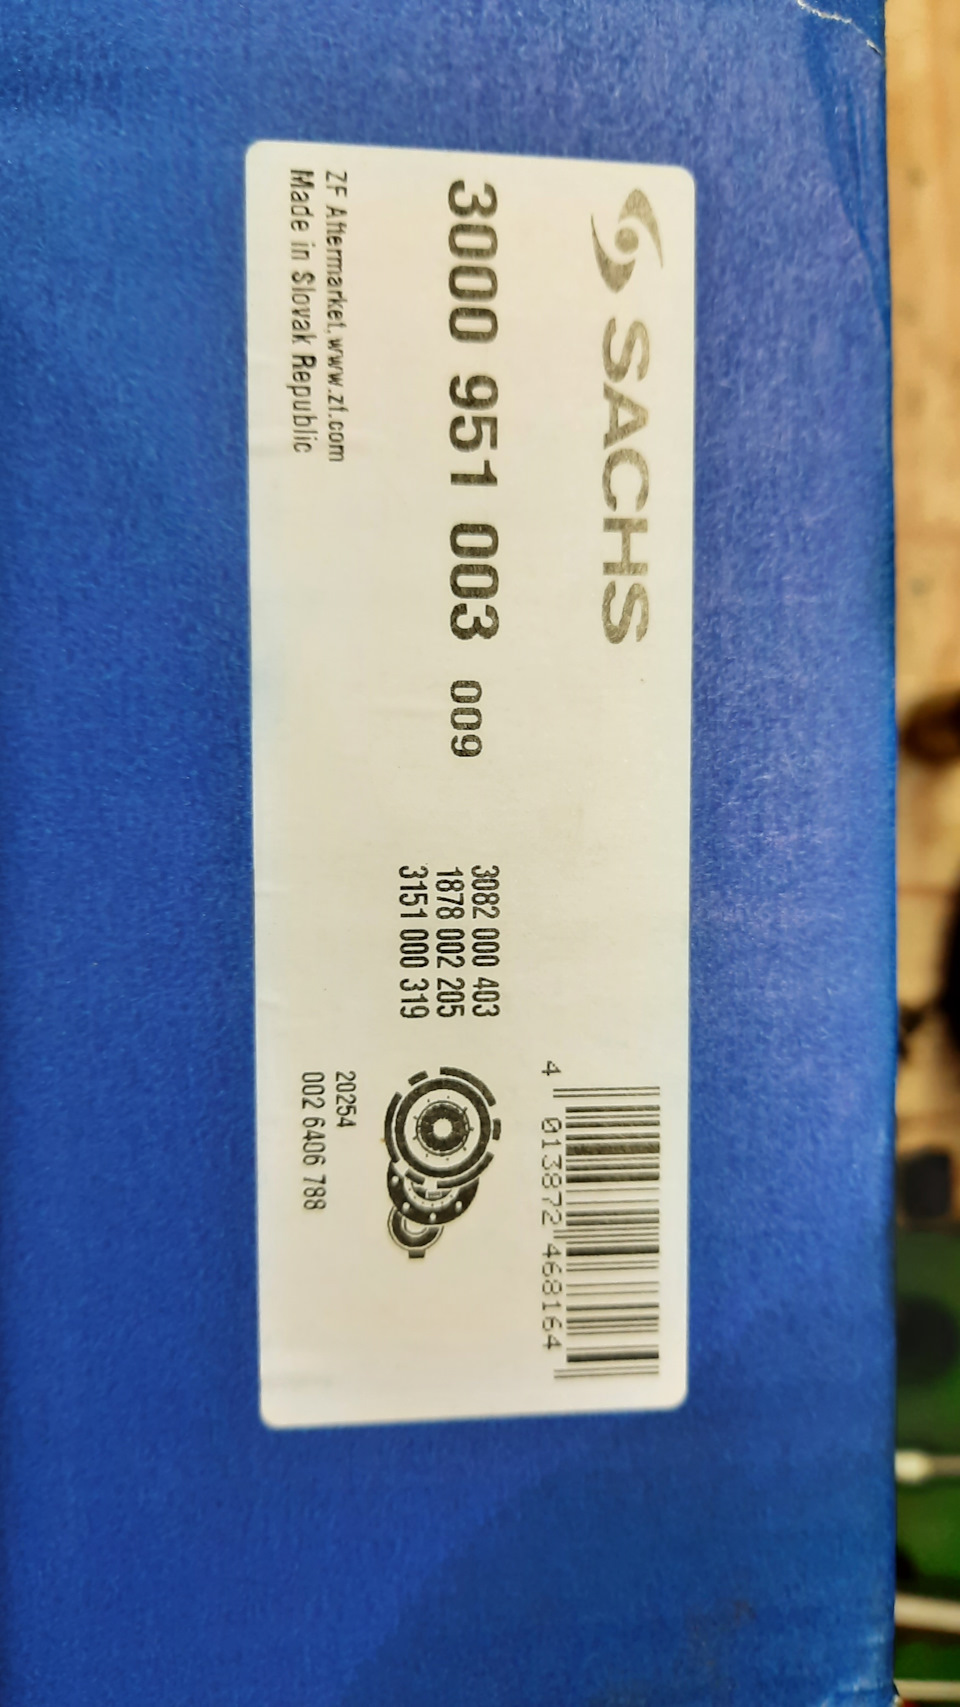 SACHS
3000 951 003 009
ZF Aftermarket, www.zf.com
Made in Slovak Republic
3082 000 403
1878 002 205
3151 000 319
4 013872 468164
20254
002 6406 788